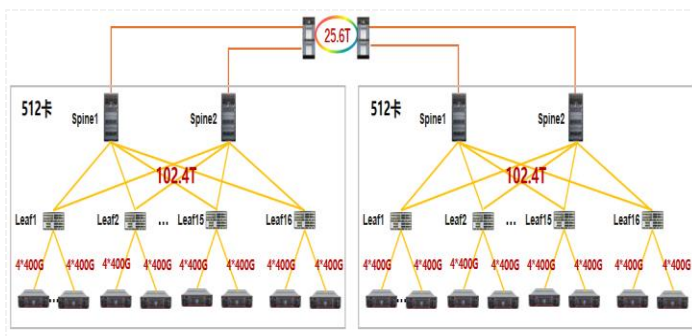 25.6T
512卡
Spine1
Spine2
102.4T
Leaf1
Leaf2
...
Leaf15
Leaf16
4*400G
4*400G
4*400G
4*400G
4*400G
4*400G
4*400G
4*400G
...
512卡
Spine1
Spine2
102.4T
Leaf1
Leaf2
...
Leaf15
Leaf16
4*400G
4*400G
4*400G
4*400G
4*400G
4*400G
4*400G
4*400G
...